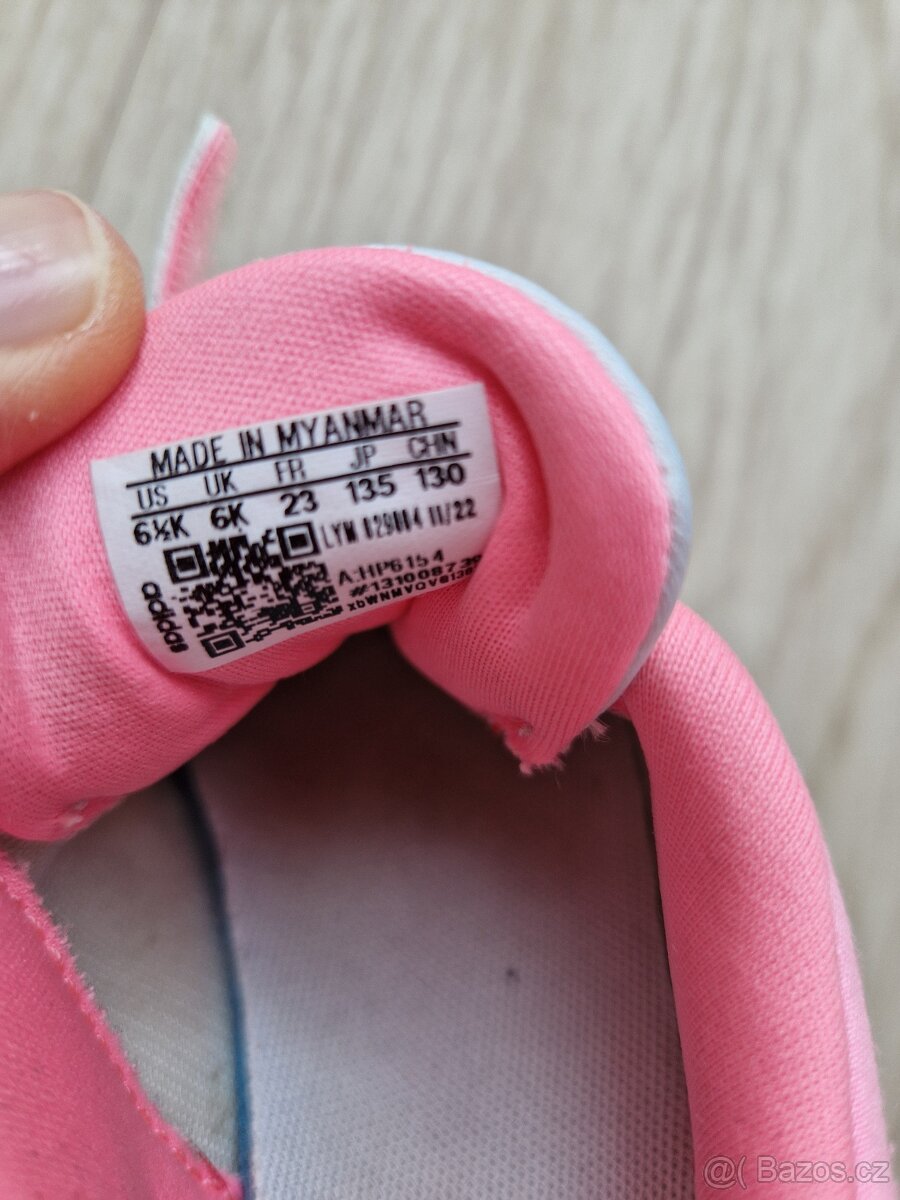 MADE IN MYANMAR
US UK FR JP CHN
6½K 6K 23 135 130
LYM 029004 11/22
A:HP6154
adidas
@( Bazos.cz